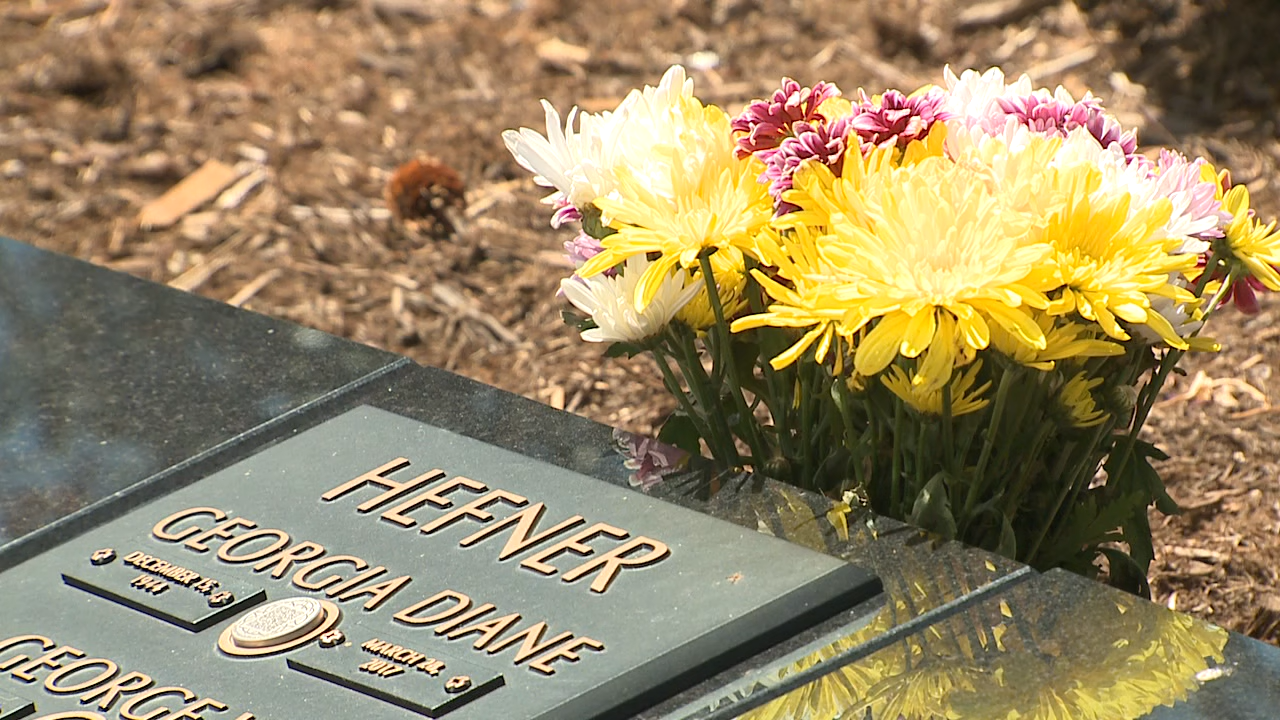 HEFNER
GEORGIA DIANE
DECEMBER 15,
1944
MARCH 24,
2017
GEORGE